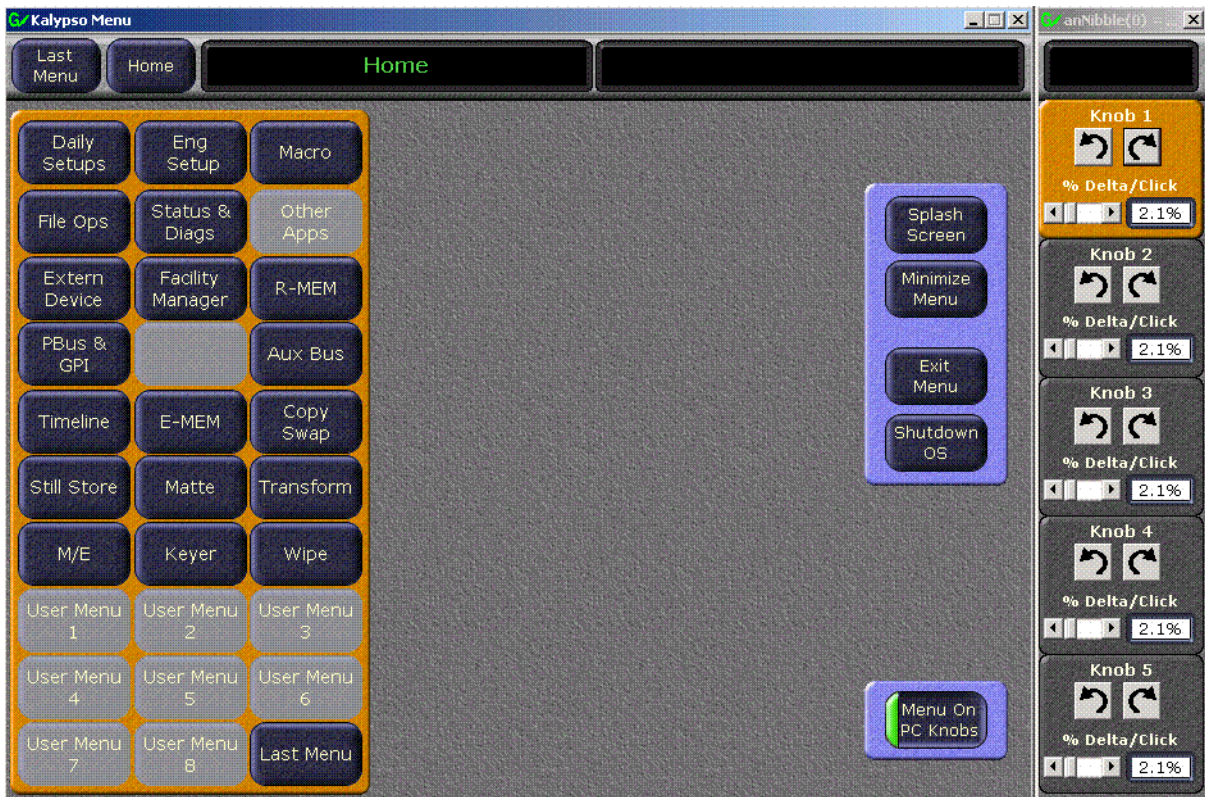 Kalypso Menu
anNibble(0) = ...
Last
Menu
Home
Home
Daily
Setups
Eng
Setup
Macro
File Ops
Status &
Diags
Other
Apps
Extern
Device
Facility
Manager
R-MEM
PBus &
GPI
Aux Bus
Timeline
E-MEM
Copy
Swap
Still Store
Matte
Transform
M/E
Keyer
Wipe
User Menu
1
User Menu
2
User Menu
3
User Menu
4
User Menu
5
User Menu
6
User Menu
7
User Menu
8
Last Menu
Splash
Screen
Minimize
Menu
Exit
Menu
Shutdown
OS
Menu On
PC Knobs
Knob 1
% Delta/Click
2.1%
Knob 2
% Delta/Click
2.1%
Knob 3
% Delta/Click
2.1%
Knob 4
% Delta/Click
2.1%
Knob 5
% Delta/Click
2.1%